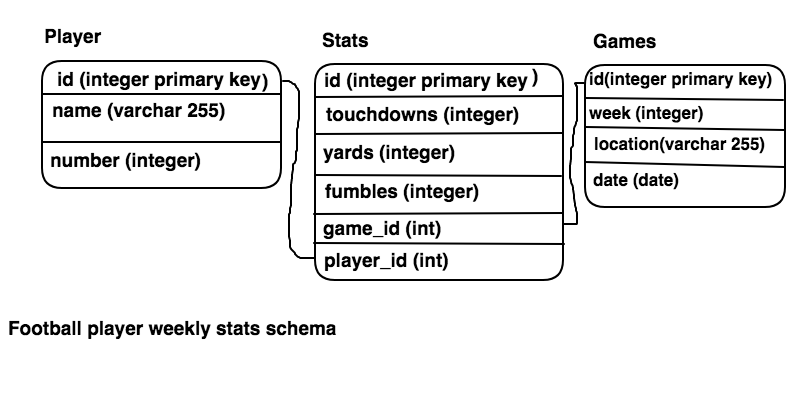 Player
id (integer primary key)
name (varchar 255)
number (integer)
Stats
id (integer primary key )
touchdowns (integer)
yards (integer)
fumbles (integer)
game_id (int)
player_id (int)
Games
id(integer primary key)
week (integer)
location(varchar 255)
date (date)
Football player weekly stats schema